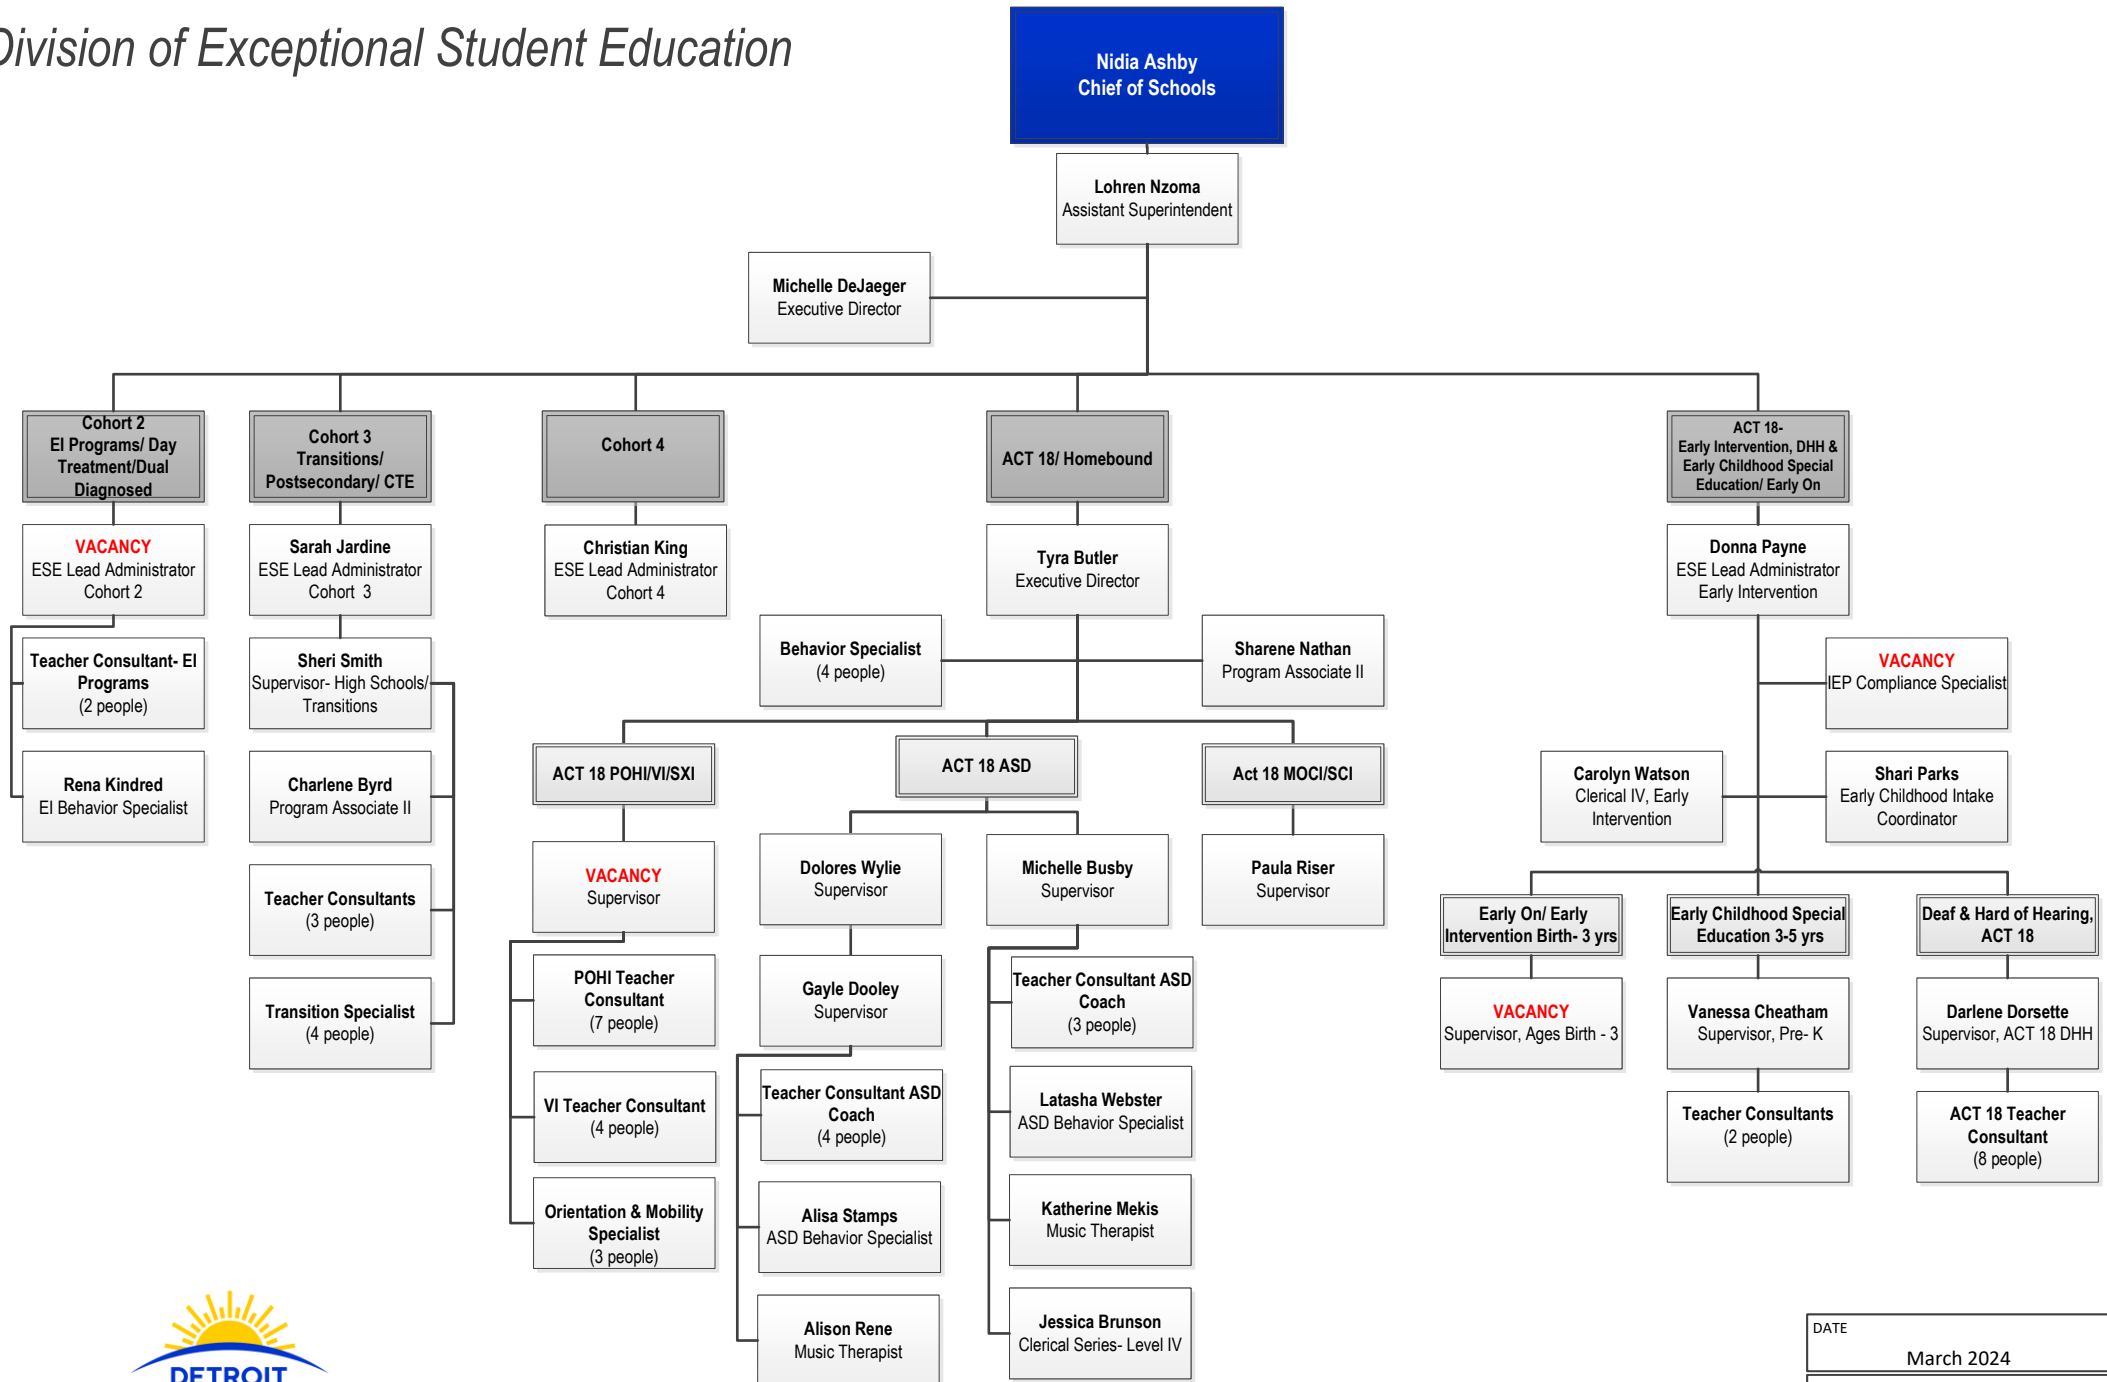 Division of Exceptional Student Education
Nidia Ashby
Chief of Schools
Lohren Nzoma
Assistant Superintendent
Michelle DeJaeger
Executive Director
Cohort 2
EI Programs/ Day
Treatment/Dual
Diagnosed
VACANCY
ESE Lead Administrator
Cohort 2
Teacher Consultant- EI
Programs
(2 people)
Rena Kindred
EI Behavior Specialist
Cohort 3
Transitions/
Postsecondary/ CTE
Sarah Jardine
ESE Lead Administrator
Cohort 3
Sheri Smith
Supervisor- High Schools/
Transitions
Charlene Byrd
Program Associate II
Teacher Consultants
(3 people)
Transition Specialist
(4 people)
Cohort 4
Christian King
ESE Lead Administrator
Cohort 4
ACT 18/ Homebound
Tyra Butler
Executive Director
Behavior Specialist
(4 people)
Sharene Nathan
Program Associate II
ACT 18 POHI/VI/SXI
VACANCY
Supervisor
POHI Teacher
Consultant
(7 people)
VI Teacher Consultant
(4 people)
Orientation & Mobility
Specialist
(3 people)
ACT 18 ASD
Dolores Wylie
Supervisor
Gayle Dooley
Supervisor
Teacher Consultant ASD
Coach
(4 people)
Alisa Stamps
ASD Behavior Specialist
Alison Rene
Music Therapist
Michelle Busby
Supervisor
Teacher Consultant ASD
Coach
(3 people)
Latasha Webster
ASD Behavior Specialist
Katherine Mekis
Music Therapist
Jessica Brunson
Clerical Series- Level IV
Act 18 MOCI/SCI
Paula Riser
Supervisor
ACT 18-
Early Intervention, DHH &
Early Childhood Special
Education/ Early On
Donna Payne
ESE Lead Administrator
Early Intervention
VACANCY
IEP Compliance Specialist
Carolyn Watson
Clerical IV, Early
Intervention
Shari Parks
Early Childhood Intake
Coordinator
Early On/ Early
Intervention Birth- 3 yrs
VACANCY
Supervisor, Ages Birth - 3
Early Childhood Special
Education 3-5 yrs
Vanessa Cheatham
Supervisor, Pre- K
Teacher Consultants
(2 people)
Deaf & Hard of Hearing,
ACT 18
Darlene Dorsette
Supervisor, ACT 18 DHH
ACT 18 Teacher
Consultant
(8 people)
DETROIT
DATE
March 2024